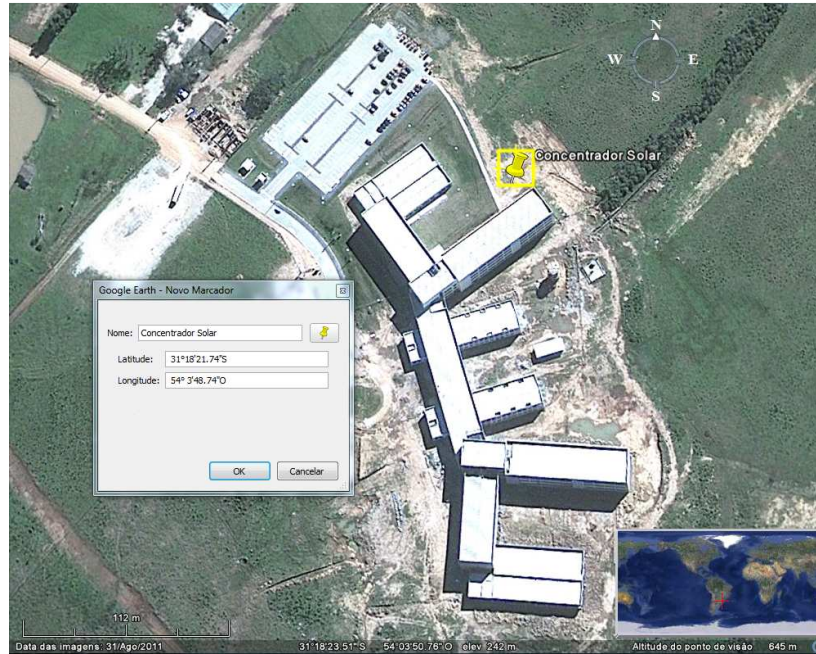 N
W E
S
Concentrador Solar
Google Earth - Novo Marcador
Nome: Concentrador Solar
Latitude: 31°18'21.74"S
Longitude: 54° 3'48.74"O
OK Cancelar
112 m
Data das imagens: 31/Ago/2011 31°18'23.51"S 54°03'50.76"O elev 242 m Altitude do ponto de visão 645 m